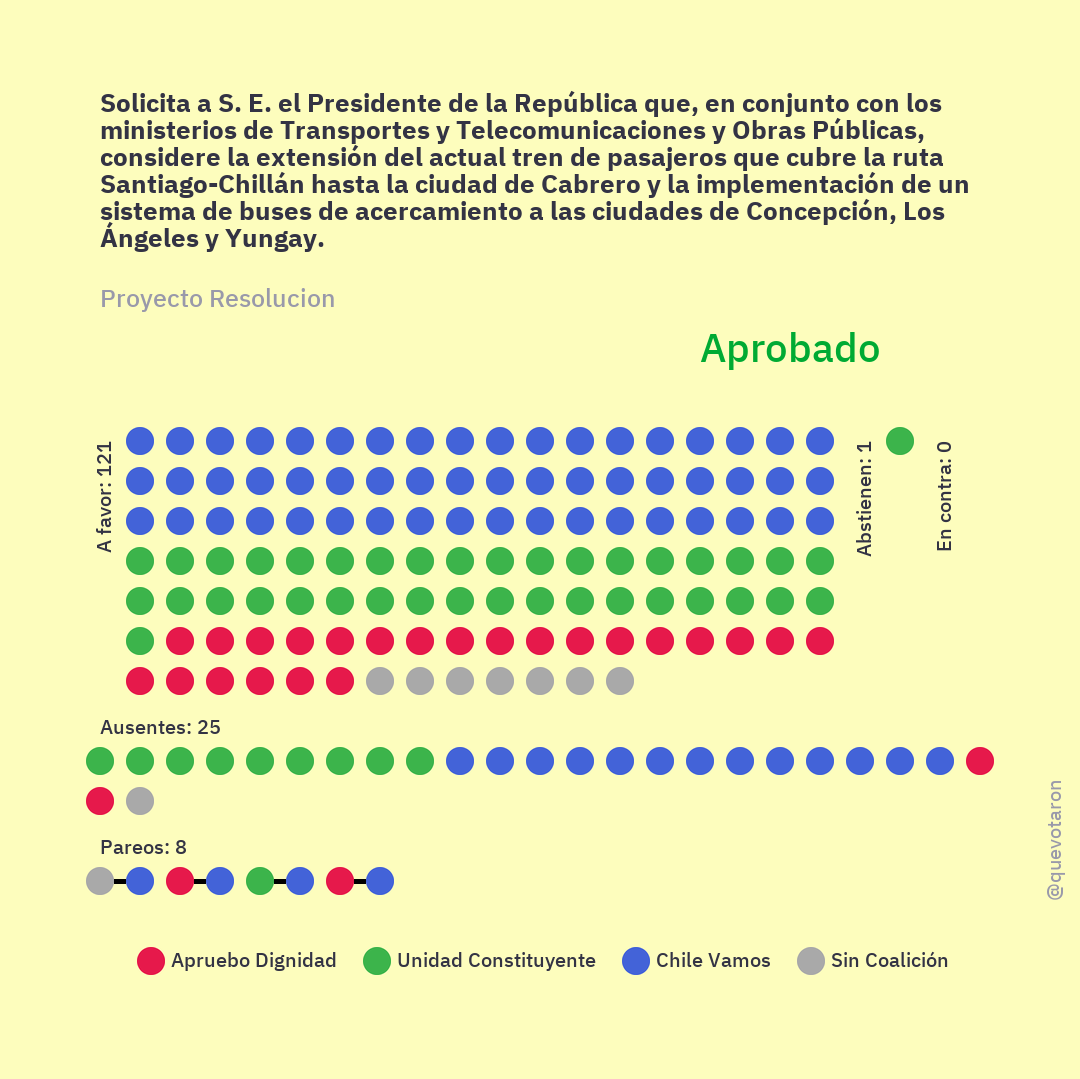 Solicita a S. E. el Presidente de la República que, en conjunto con los
ministerios de Transportes y Telecomunicaciones y Obras Públicas,
considere la extensión del actual tren de pasajeros que cubre la ruta
Santiago-Chillán hasta la ciudad de Cabrero y la implementación de un
sistema de buses de acercamiento a las ciudades de Concepción, Los
Ángeles y Yungay.
Proyecto Resolucion
Aprobado
A favor: 121
Abstienen: 1
En contra: 0
Ausentes: 25
Pareos: 8
@quevotaron
Apruebo Dignidad
Unidad Constituyente
Chile Vamos
Sin Coalición